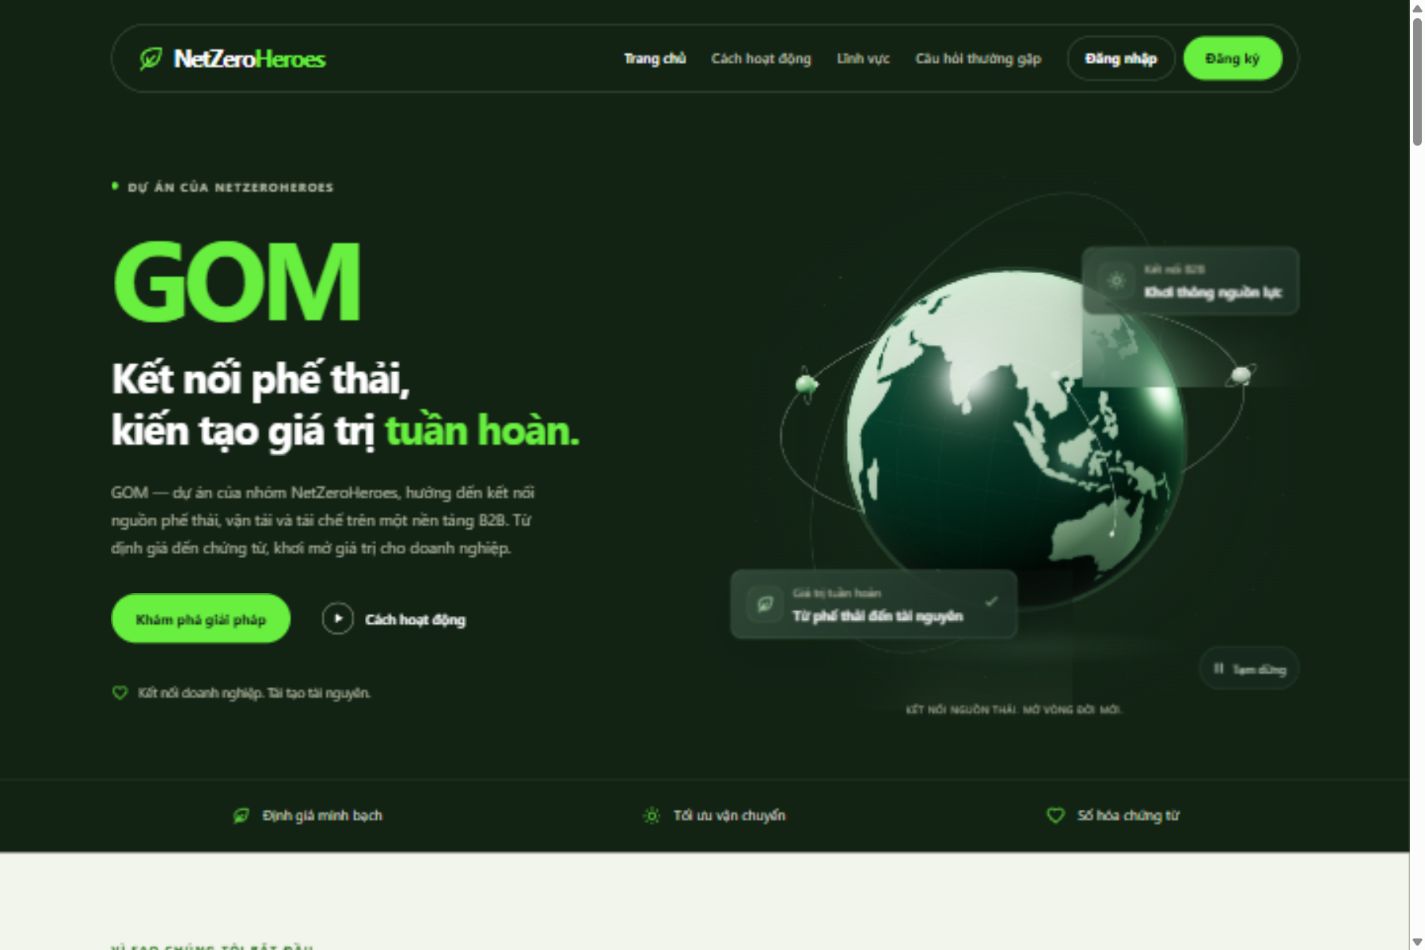 NetZeroHeroes
Trang chủ
Cách hoạt động
Lĩnh vực
Câu hỏi thường gặp
Đăng nhập
Đăng ký
DỰ ÁN CỦA NETZEROHEROES
GOM
Kết nối phế thải,
kiến tạo giá trị tuần hoàn.
GOM — dự án của nhóm NetZeroHeroes, hướng đến kết nối
nguồn phế thải, vận tải và tái chế trên một nền tảng B2B. Từ
định giá đến chứng từ, khơi mở giá trị cho doanh nghiệp.
Khám phá giải pháp
Cách hoạt động
Kết nối doanh nghiệp. Tái tạo tài nguyên.
Kết nối B2B
Khơi thông nguồn lực
Giá trị tuần hoàn
Từ phế thải đến tài nguyên
Tạm dừng
KẾT NỐI NGUỒN THẢI. MỞ VÒNG ĐỜI MỚI.
Định giá minh bạch
Tối ưu vận chuyển
Số hóa chứng từ
VÌ SAO CHÚNG TÔI BẮT ĐẦU